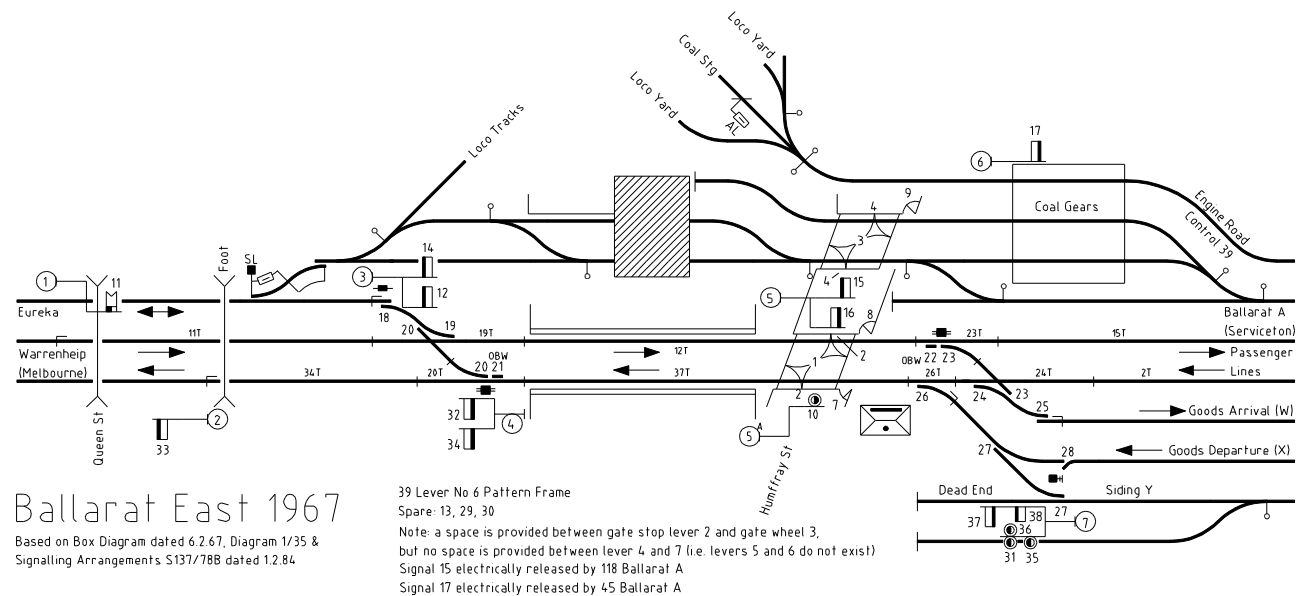 Loco Yard
Coal Stg
Loco Yard
AL
Loco Tracks
17
6
Coal Gears
Engine Road
Control 39
9
4
3
4
Foot
SL
14
3
12
1
11
18
5
15
16
8
Eureka
Ballarat A
(Serviceton)
20
19
11T
19T
12T
23T
15T
Warrenheip
(Melbourne)
OBW
20 21
1
2
OBW 22 23
Passenger
Lines
34T
20T
37T
26T
24T
2T
2
10
7
26
24
23
25
Goods Arrival (W)
32
4
34
33
2
5
A
Queen St
Humffray St
27
28
Goods Departure (X)
Dead End
Siding Y
27
37
38
36
7
31
35
Ballarat East 1967
Based on Box Diagram dated 6.2.67, Diagram 1/35 &
Signalling Arrangements S137/78B dated 1.2.84
39 Lever No 6 Pattern Frame
Spare: 13, 29, 30
Note: a space is provided between gate stop lever 2 and gate wheel 3,
but no space is provided between lever 4 and 7 (i.e. levers 5 and 6 do not exist)
Signal 15 electrically released by 118 Ballarat A
Signal 17 electrically released by 45 Ballarat A